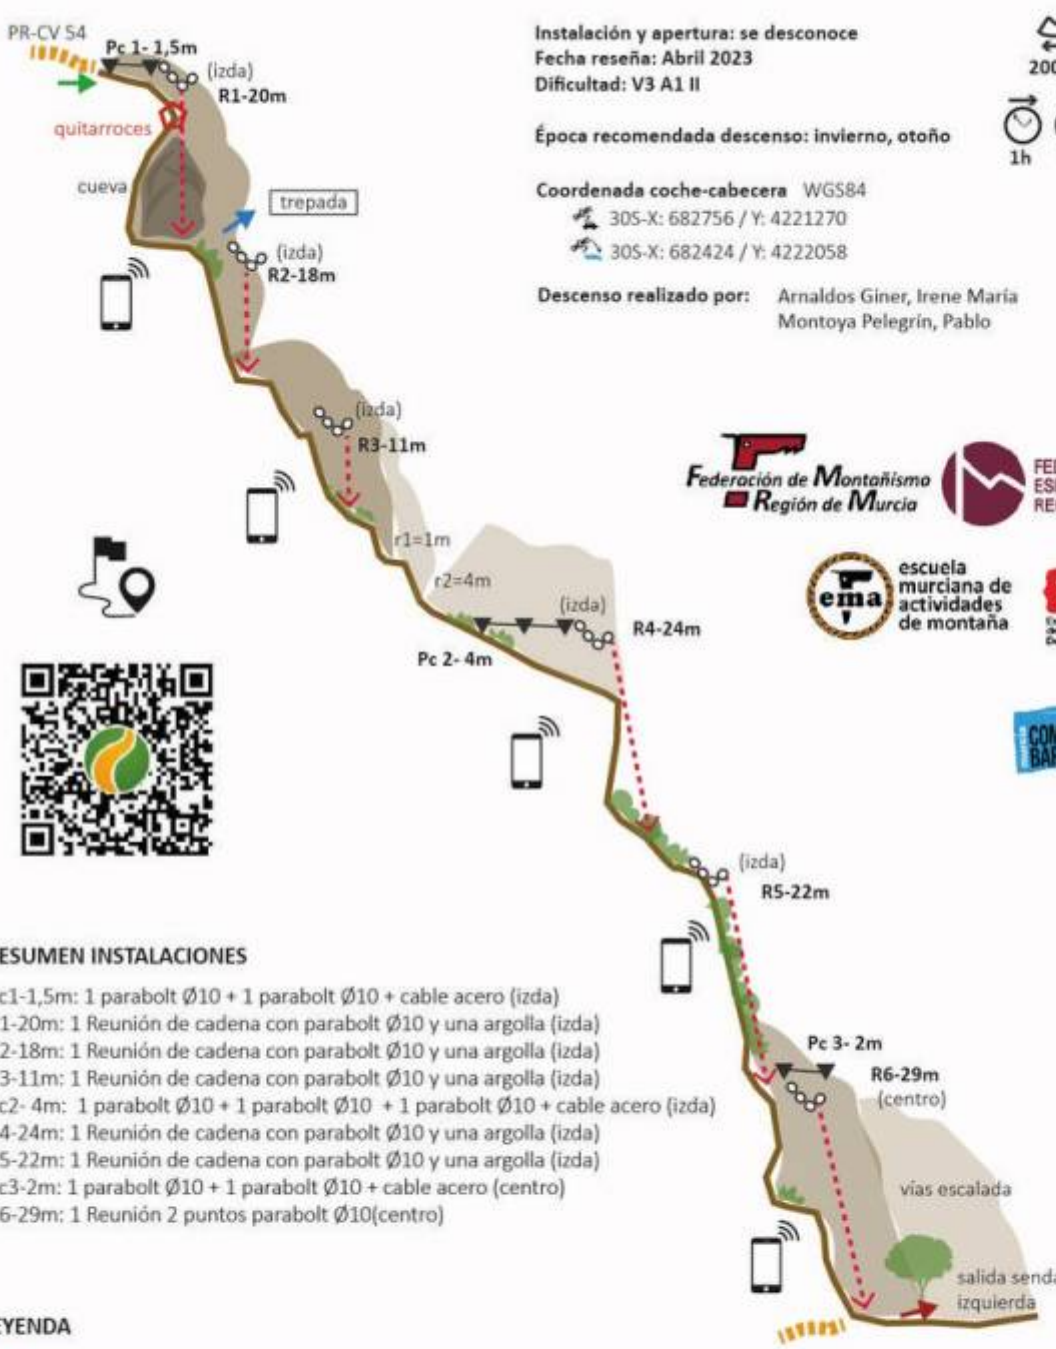 PR-CV 54
Pc 1- 1,5m
(izda)
R1-20m
quitarroces
cueva
trepada
(izda)
R2-18m
(izda)
R3-11m
r1=1m
r2=4m
(izda)
R4-24m
Pc 2- 4m
(izda)
R5-22m
Pc 3- 2m
R6-29m
(centro)
vías escalada
salida senda
izquierda
Instalación y apertura: se desconoce
Fecha reseña: Abril 2023
Dificultad: V3 A1 II
Época recomendada descenso: invierno, otoño
Coordenada coche-cabecera WGS84
30S-X: 682756 / Y: 4221270
30S-X: 682424 / Y: 4222058
Descenso realizado por: Arnaldos Giner, Irene María
Montoya Pelegrín, Pablo
200
1h
Federación de Montañismo
Región de Murcia
FE
ES
RE
ema
escuela
murciana de
actividades
de montaña
murcia
CO
BA
ESUMEN INSTALACIONES
c1-1,5m: 1 parabolt Ø10 + 1 parabolt Ø10 + cable acero (izda)
1-20m: 1 Reunión de cadena con parabolt Ø10 y una argolla (izda)
2-18m: 1 Reunión de cadena con parabolt Ø10 y una argolla (izda)
3-11m: 1 Reunión de cadena con parabolt Ø10 y una argolla (izda)
c2- 4m: 1 parabolt Ø10 + 1 parabolt Ø10 + 1 parabolt Ø10 + cable acero (izda)
4-24m: 1 Reunión de cadena con parabolt Ø10 y una argolla (izda)
5-22m: 1 Reunión de cadena con parabolt Ø10 y una argolla (izda)
c3-2m: 1 parabolt Ø10 + 1 parabolt Ø10 + cable acero (centro)
6-29m: 1 Reunión 2 puntos parabolt Ø10(centro)
EYENDA